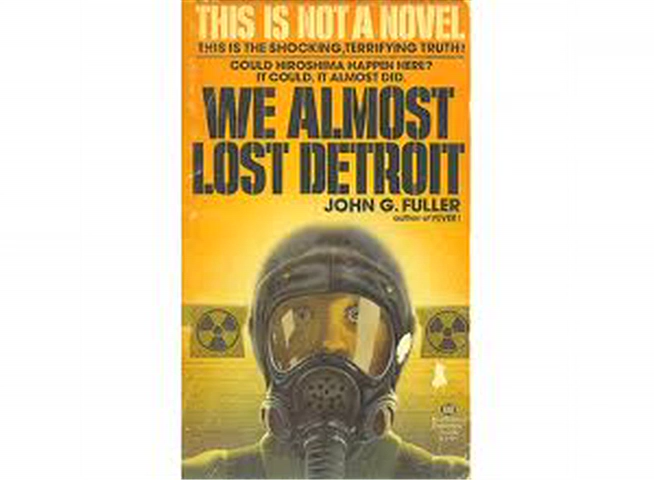 THIS IS NOT A NOVEL
THIS IS THE SHOCKING, TERRIFYING TRUTH!
COULD HIROSHIMA HAPPEN HERE?
IT COULD. IT ALMOST DID.
WE ALMOST
LOST DETROIT
JOHN G. FULLER
author of FEVER!